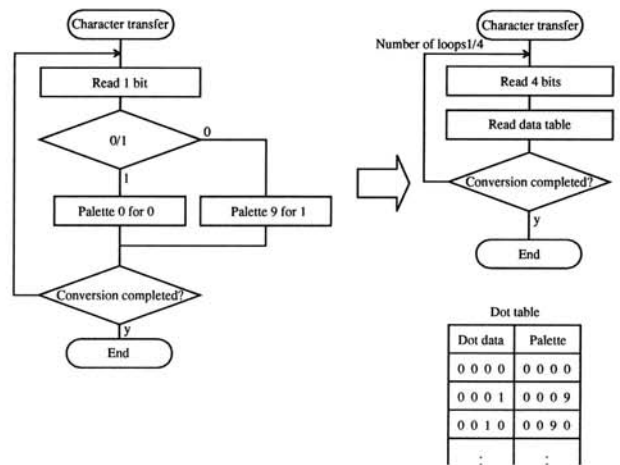 Character transfer
Read 1 bit
0/1
0
1
Palette 0 for 0
Palette 9 for 1
Conversion completed?
y
End
Character transfer
Number of loops1/4
Read 4 bits
Read data table
Conversion completed?
y
End
Dot table
Dot data Palette
0 0 0 0 0 0 0 0
0 0 0 1 0 0 0 9
0 0 1 0 0 0 9 0
⋮ ⋮